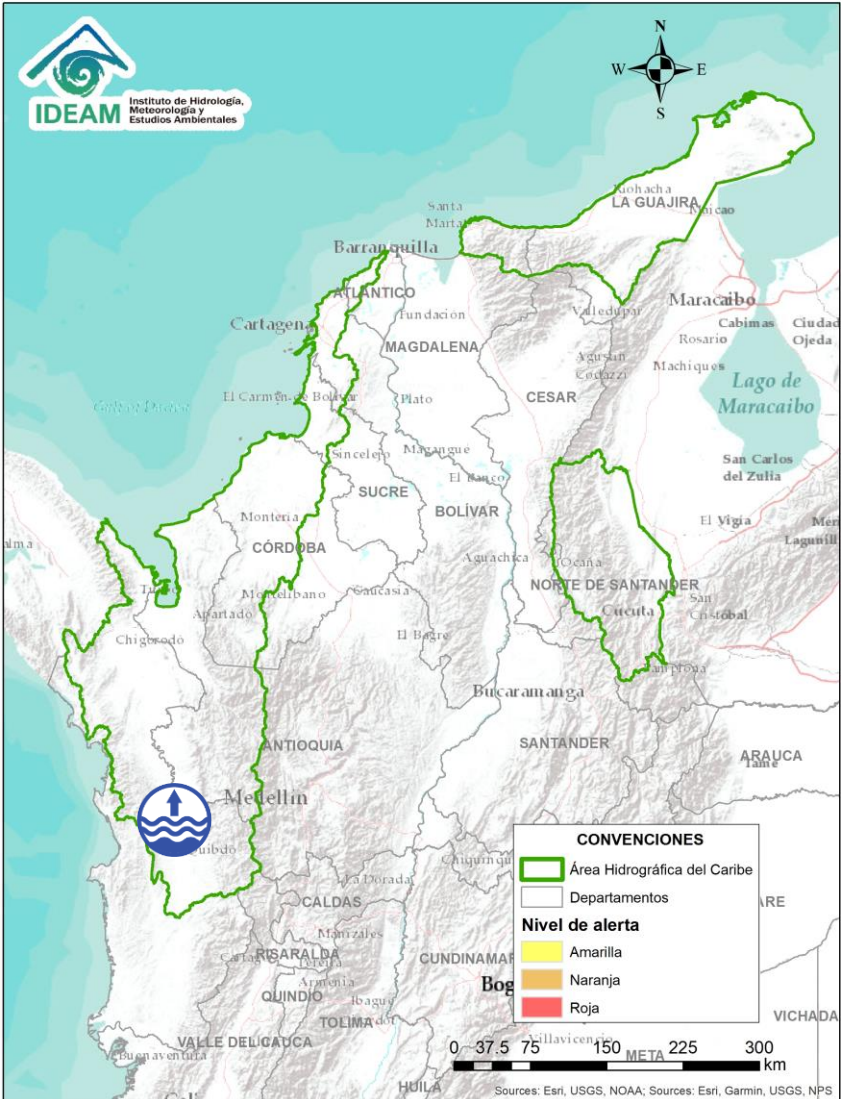 IDEAM
Instituto de Hidrología,
Meteorología y
Estudios Ambientales
N
W
E
S
Riohacha
LA GUAJIRA
Maicao
Santa
Marta
Barranquilla
ATLÁNTICO
Fundación
Valledupar
Maracaibo
Cabimas
Ciudad
Ojeda
Cartagena
MAGDALENA
Rosario
Agustín
Codazzi
Machiques
Lago de
Maracaibo
El Carmen de Bolívar
Plato
CESAR
Sincelejo
Magangué
San Carlos
del Zulia
El Banco
SUCRE
BOLÍVAR
Montería
El Vigía
CÓRDOBA
Aguachica
Ocaña
NORTE DE SANTANDER
Montelíbano
Caucasia
Apartadó
Cúcuta
San
Cristóbal
Chigorodó
El Bagre
Pamplona
Bucaramanga
ANTIOQUIA
SANTANDER
ARAUCA
Tame
Medellín
Quibdó
La Dorada
CALDAS
Manizales
RISARALDA
Pereira
Armenia
QUINDÍO
Ibagué
TOLIMA
VICHADA
VALLE DEL CAUCA
Buenaventura
Villavicencio
META
HUILA
CONVENCIONES
Área Hidrográfica del Caribe
Departamentos
Nivel de alerta
Amarilla
Naranja
Roja
0 37.5 75 150 225 300
km
Sources: Esri, USGS, NOAA; Sources: Esri, Garmin, USGS, NPS